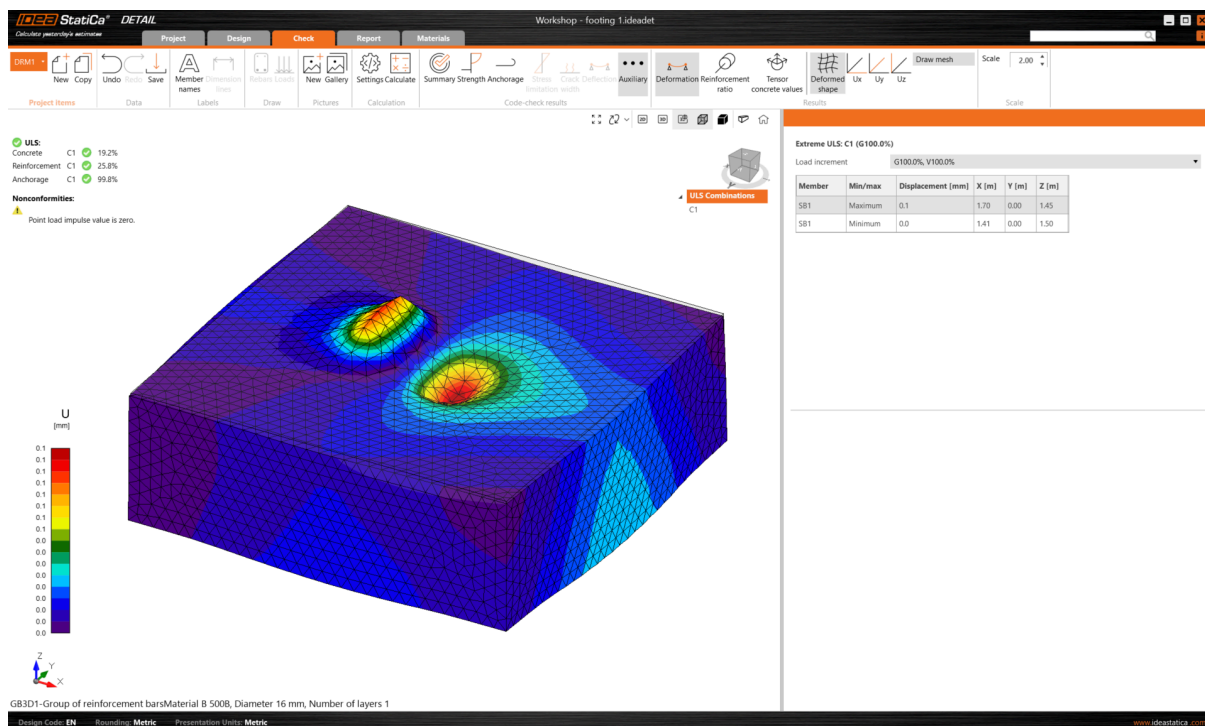 IDEA StatiCa® DETAIL
Calculate yesterday's estimates
Workshop - footing 1.ideadet
Project Design Check Report Materials
DRM1
New Copy Undo Redo Save Member names Dimension lines Rebars Loads New Gallery Settings Calculate Summary Strength Anchorage Stress limitation Crack width Deflection Auxiliary Deformation Reinforcement ratio Tensor concrete values Deformed shape Ux Uy Uz Draw mesh Scale 2.00
Project items Data Labels Draw Pictures Calculation Code-check results Results Scale
ULS:
Concrete C1 19.2%
Reinforcement C1 25.8%
Anchorage C1 99.8%
Nonconformities:
Point load impulse value is zero.
ULS Combinations
C1
Extreme ULS: C1 (G100.0%)
Load increment G100.0%, V100.0%
Member Min/max Displacement [mm] X [m] Y [m] Z [m]
SB1 Maximum 0.1 1.70 0.00 1.45
SB1 Minimum 0.0 1.41 0.00 1.50
U
[mm]
0.1
0.1
0.1
0.1
0.1
0.1
0.1
0.1
0.0
0.0
0.0
0.0
0.0
0.0
0.0
0.0
0.0
Z
Y
X
GB3D1-Group of reinforcement barsMaterial B 500B, Diameter 16 mm, Number of layers 1
Design Code: EN Rounding: Metric Presentation Units: Metric
www.ideastatica.com